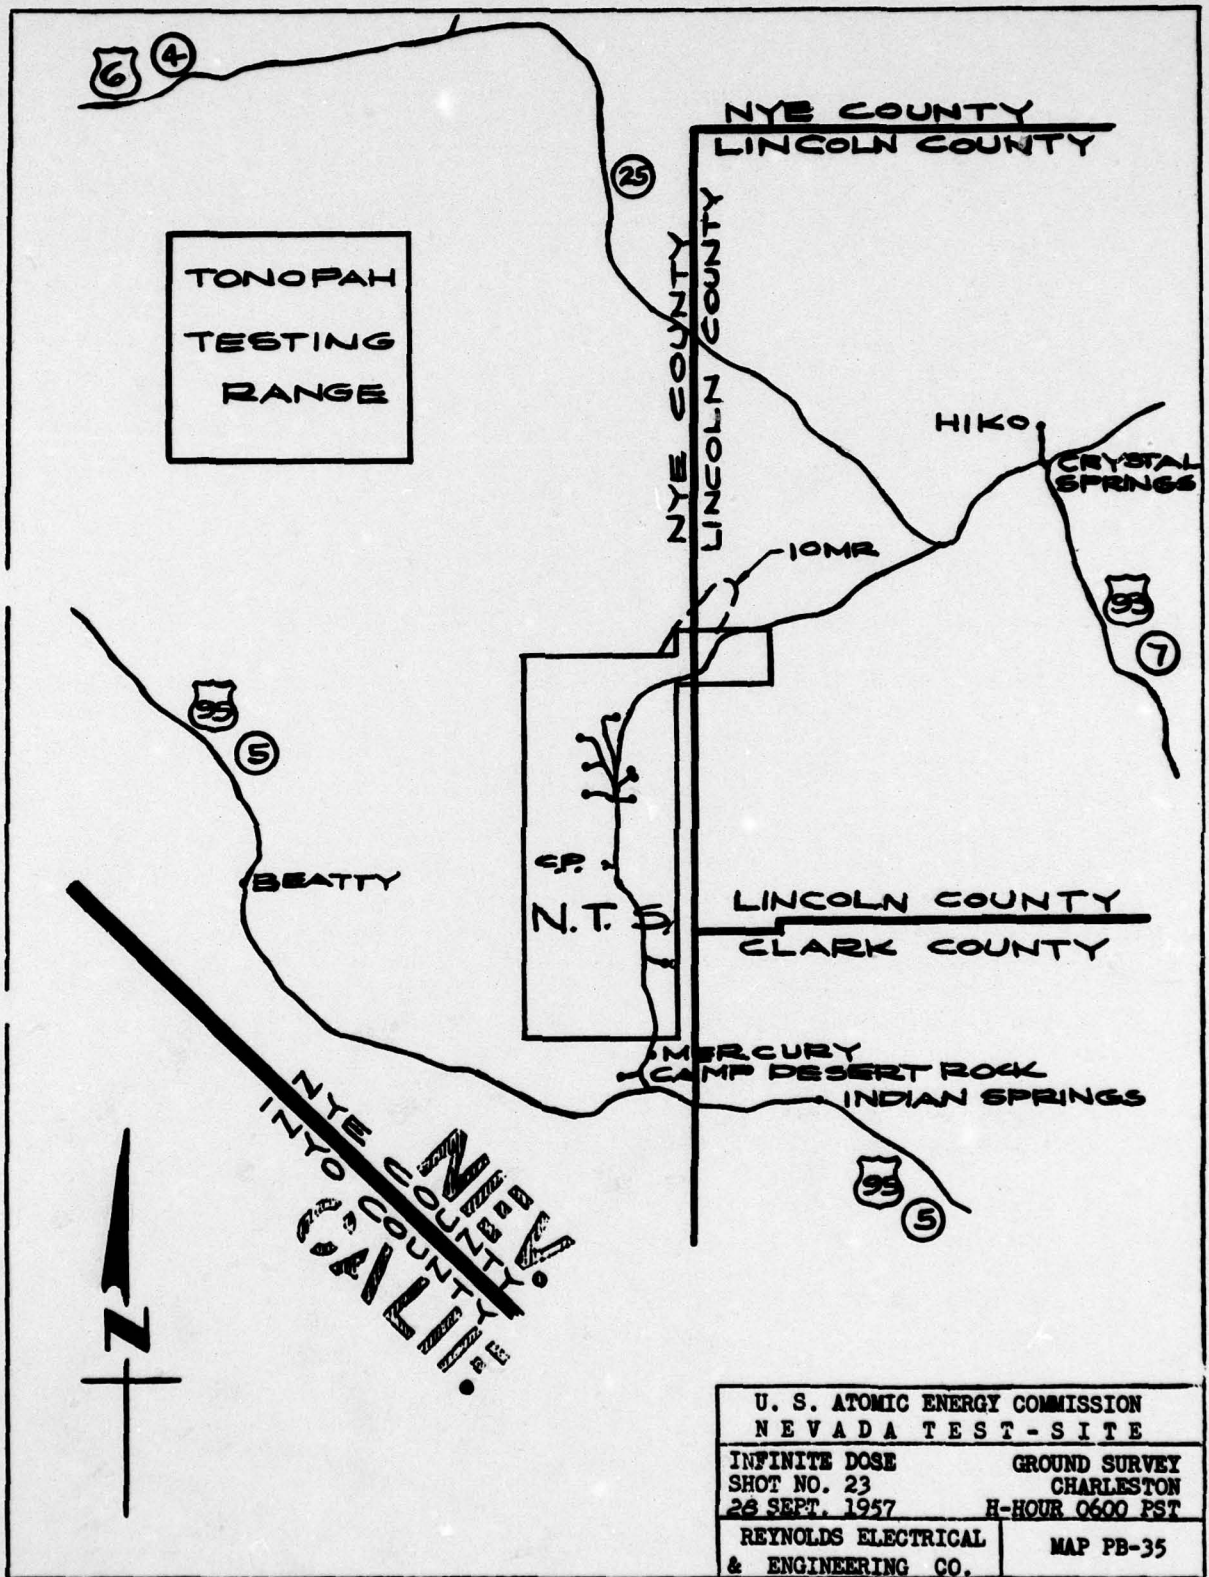 6 4
NYE COUNTY
LINCOLN COUNTY
25
NYE COUNTY
LINCOLN COUNTY
TONOPAH
TESTING
RANGE
HIKO
CRYSTAL
SPRINGS
10MR
93
7
95
5
C.P.
BEATTY
N.T.S.
LINCOLN COUNTY
CLARK COUNTY
MERCURY
CAMP DESERT ROCK
INDIAN SPRINGS
95
5
NYE COUNTY
INYO COUNTY
NEV.
CALIF.
N
U. S. ATOMIC ENERGY COMMISSION
NEVADA TEST-SITE
INFINITE DOSE GROUND SURVEY
SHOT NO. 23 CHARLESTON
28 SEPT. 1957 H-HOUR 0600 PST
REYNOLDS ELECTRICAL
& ENGINEERING CO.
MAP PB-35